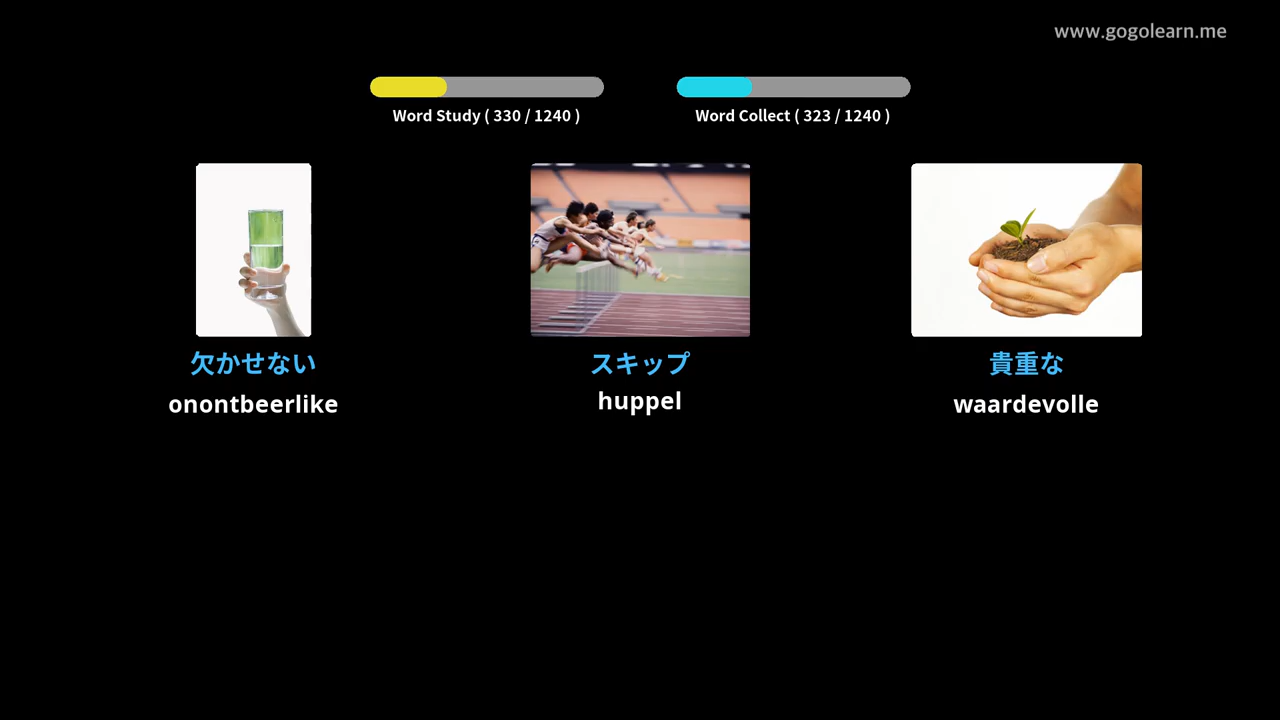 www.gogolearn.me
Word Study ( 330 / 1240 )
Word Collect ( 323 / 1240 )
欠かせない
onontbeerlike
スキップ
huppel
貴重な
waardevolle